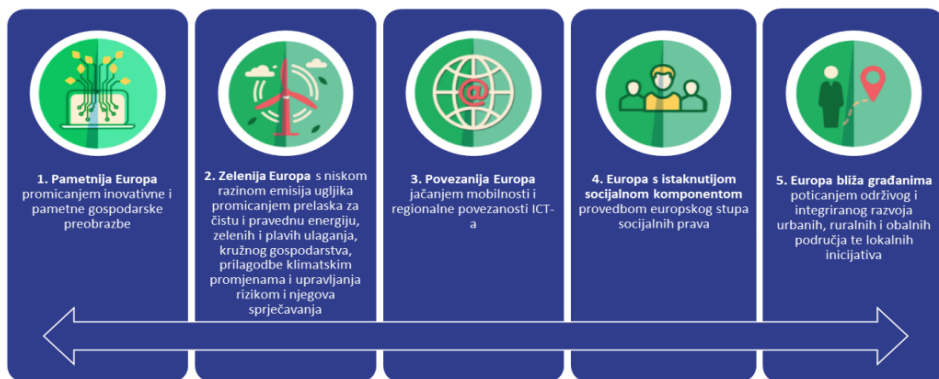 1. Pametnija Europa
promicanjem inovativne i
pametne gospodarske
preobrazbe
2. Zelenija Europa s niskom
razinom emisija ugljika
promicanjem prelaska za
čistu i pravednu energiju,
zelenih i plavih ulaganja,
kružnog gospodarstva,
prilagodbe klimatskim
promjenama i upravljanja
rizikom i njegova
sprječavanja
3. Povezanija Europa
jačanjem mobilnosti i
regionalne povezanosti ICT-
a
4. Europa s istaknutijom
socijalnom komponentom
provedbom europskog stupa
socijalnih prava
5. Europa bliža građanima
poticanjem održivog i
integriranog razvoja
urbanih, ruralnih i obalnih
područja te lokalnih
inicijativa